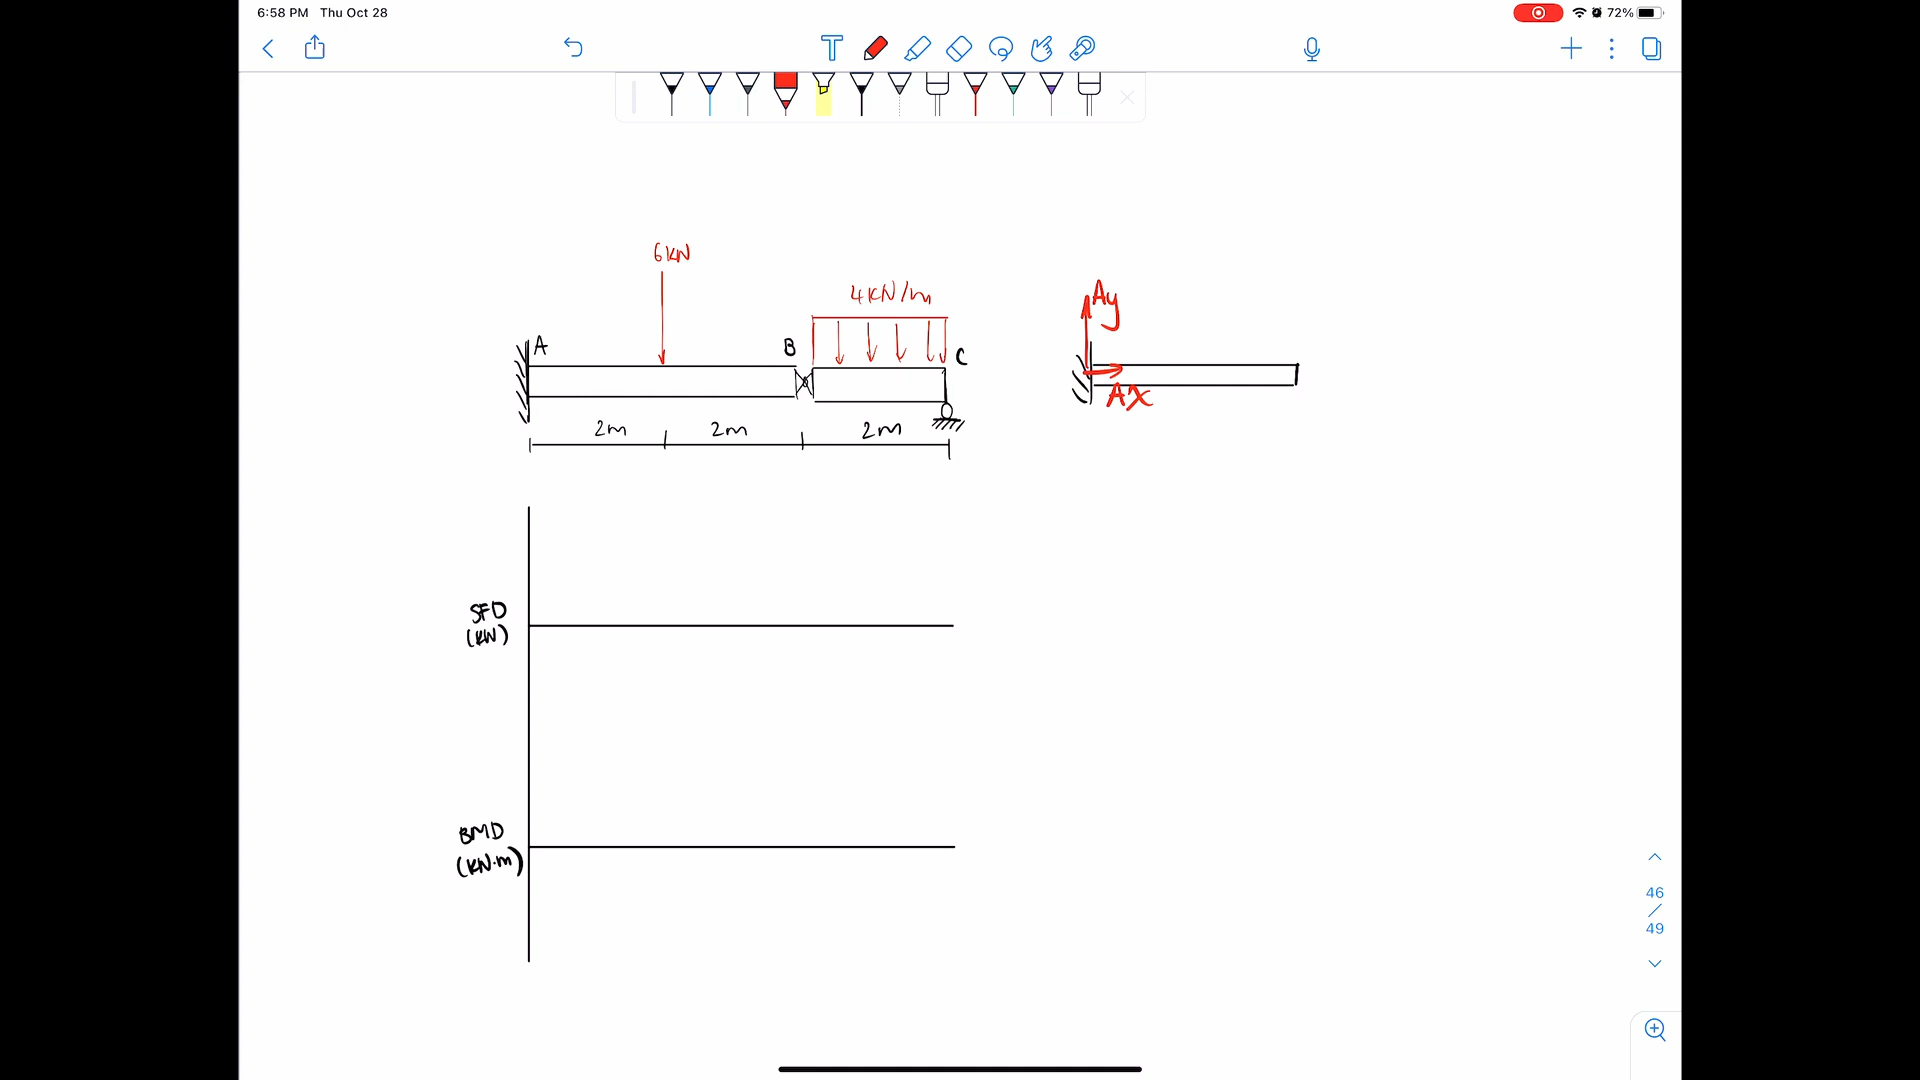 6:58 PM Thu Oct 28
72%
T
6KN
4KN/m
A
B
C
2m 2m 2m
Ay
Ax
SFD
(KN)
BMD
(KN·m)
46
/
49